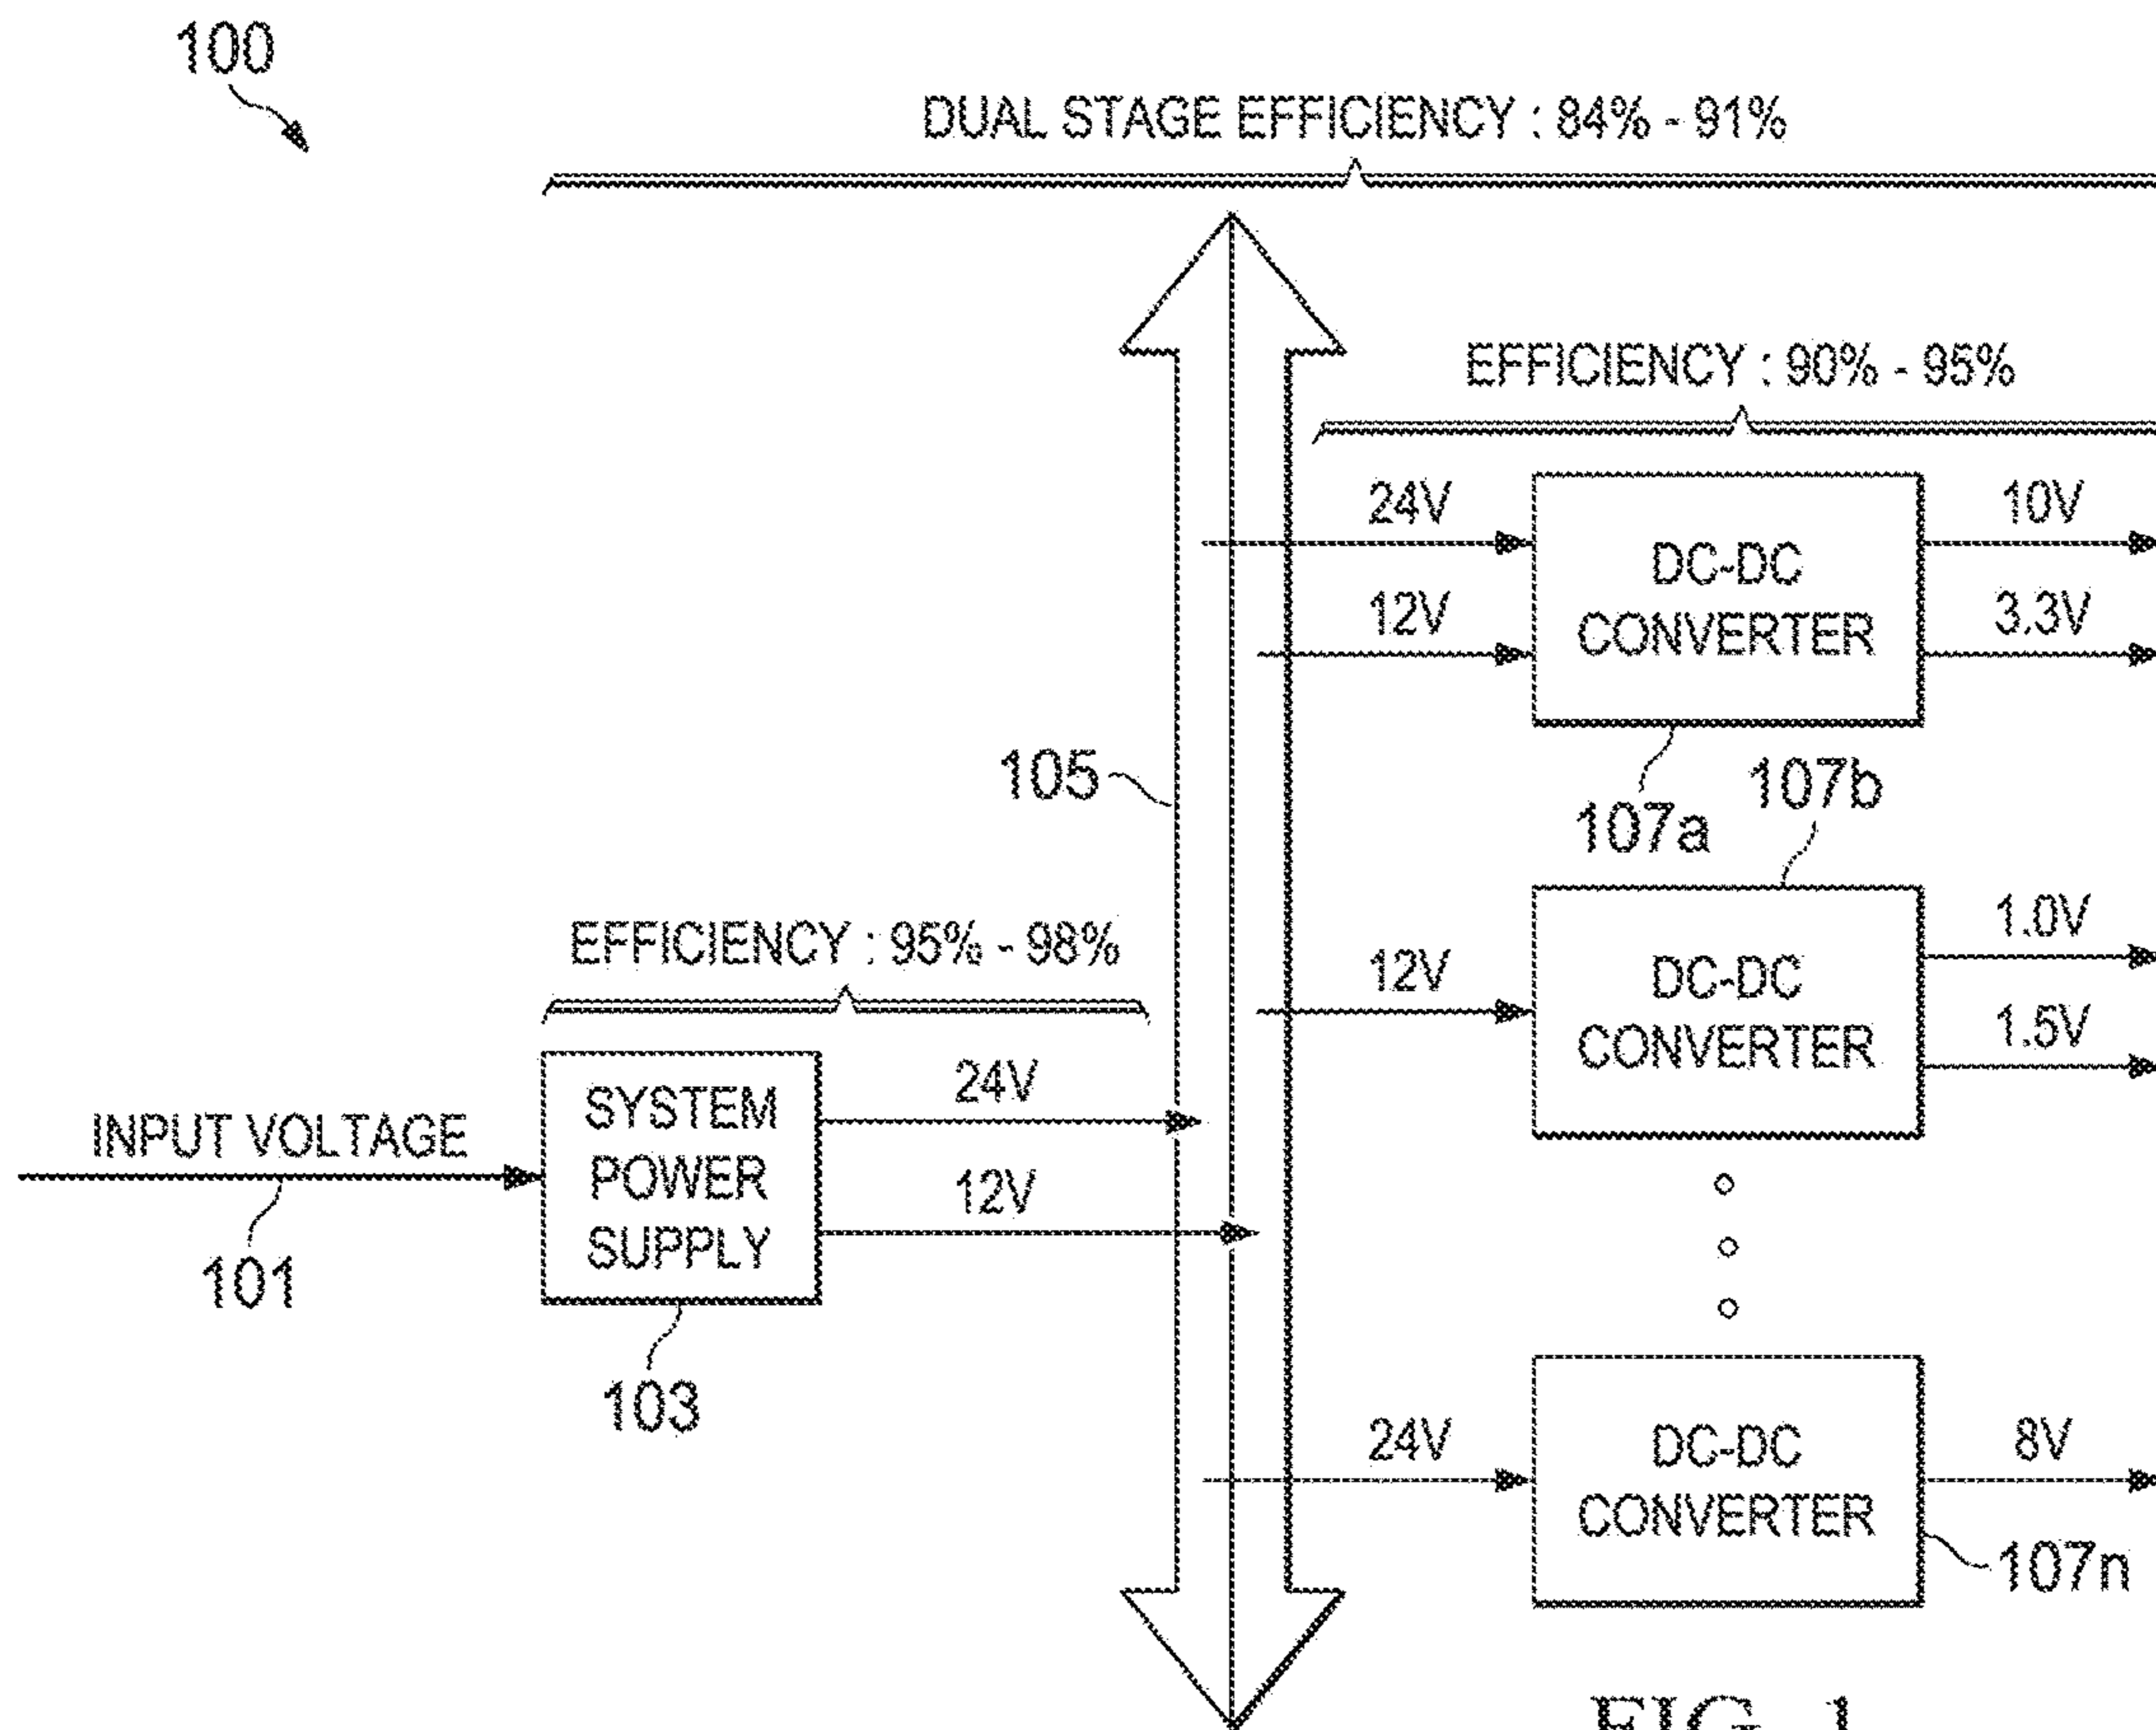 100
DUAL STAGE EFFICIENCY : 84% - 91%
EFFICIENCY : 90% - 95%
24V
12V
DC-DC
CONVERTER
10V
3.3V
105
107a
107b
EFFICIENCY : 95% - 98%
12V
DC-DC
CONVERTER
1.0V
1.5V
INPUT VOLTAGE
101
SYSTEM
POWER
SUPPLY
24V
12V
103
24V
DC-DC
CONVERTER
8V
107n
FIG. 1